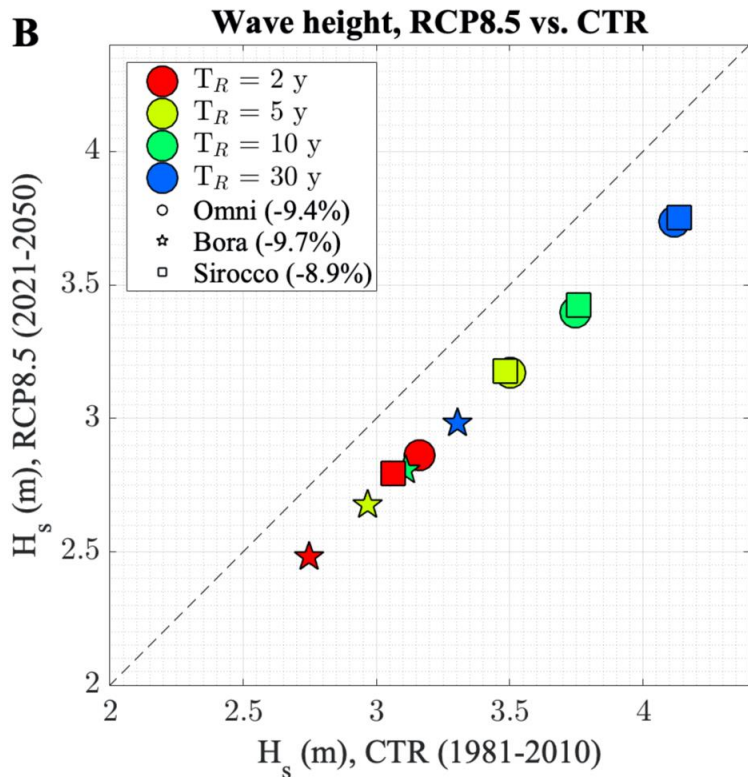 B
Wave height, RCP8.5 vs. CTR
T_R = 2 y
T_R = 5 y
T_R = 10 y
T_R = 30 y
Omni (-9.4%)
Bora (-9.7%)
Sirocco (-8.9%)
H_s (m), RCP8.5 (2021-2050)
4
3.5
3
2.5
2
2 2.5 3 3.5 4
H_s (m), CTR (1981-2010)